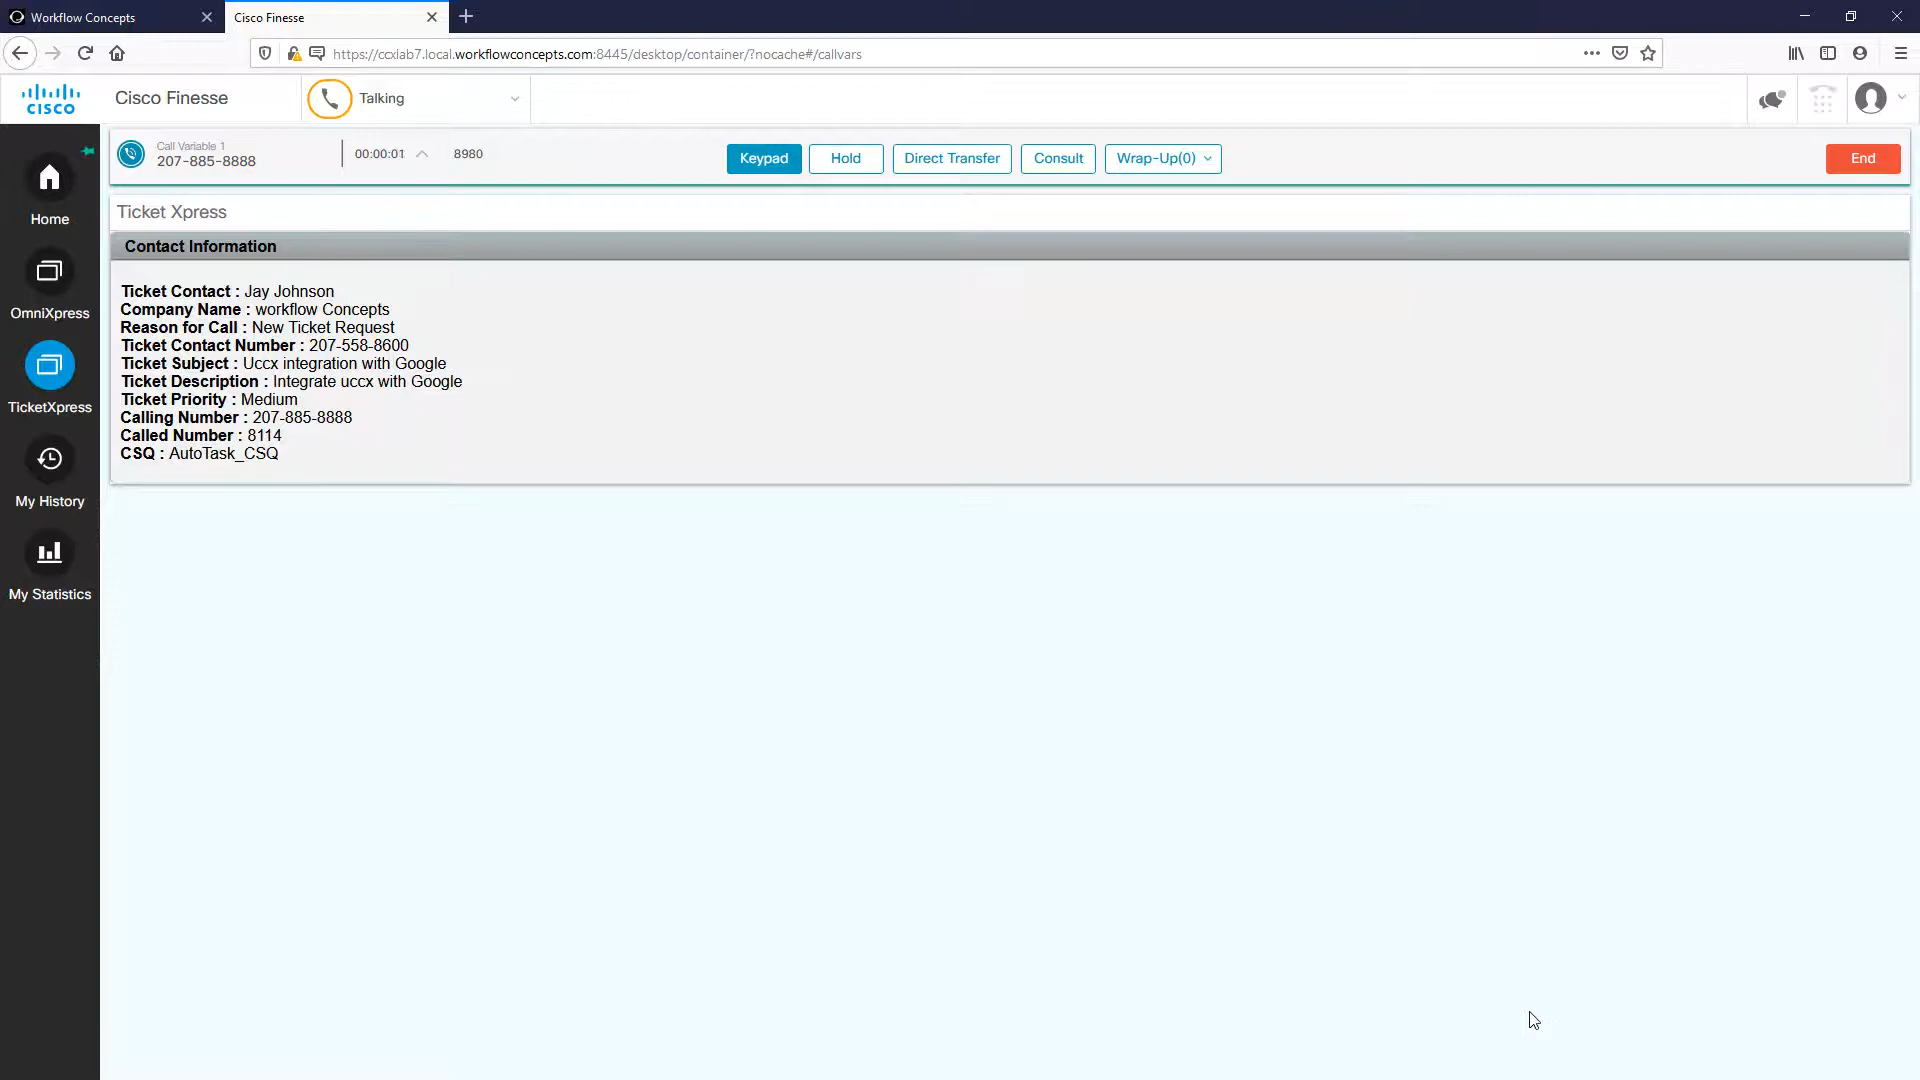 Workflow Concepts
Cisco Finesse
https://ccxlab7.local.workflowconcepts.com:8445/desktop/container/?nocache#/callvars
CISCO
Cisco Finesse
Talking
Call Variable 1
207-885-8888
00:00:01
8980
Keypad
Hold
Direct Transfer
Consult
Wrap-Up(0)
End
Home
OmniXpress
TicketXpress
My History
My Statistics
Ticket Xpress
Contact Information
Ticket Contact : Jay Johnson
Company Name : workflow Concepts
Reason for Call : New Ticket Request
Ticket Contact Number : 207-558-8600
Ticket Subject : Uccx integration with Google
Ticket Description : Integrate uccx with Google
Ticket Priority : Medium
Calling Number : 207-885-8888
Called Number : 8114
CSQ : AutoTask_CSQ